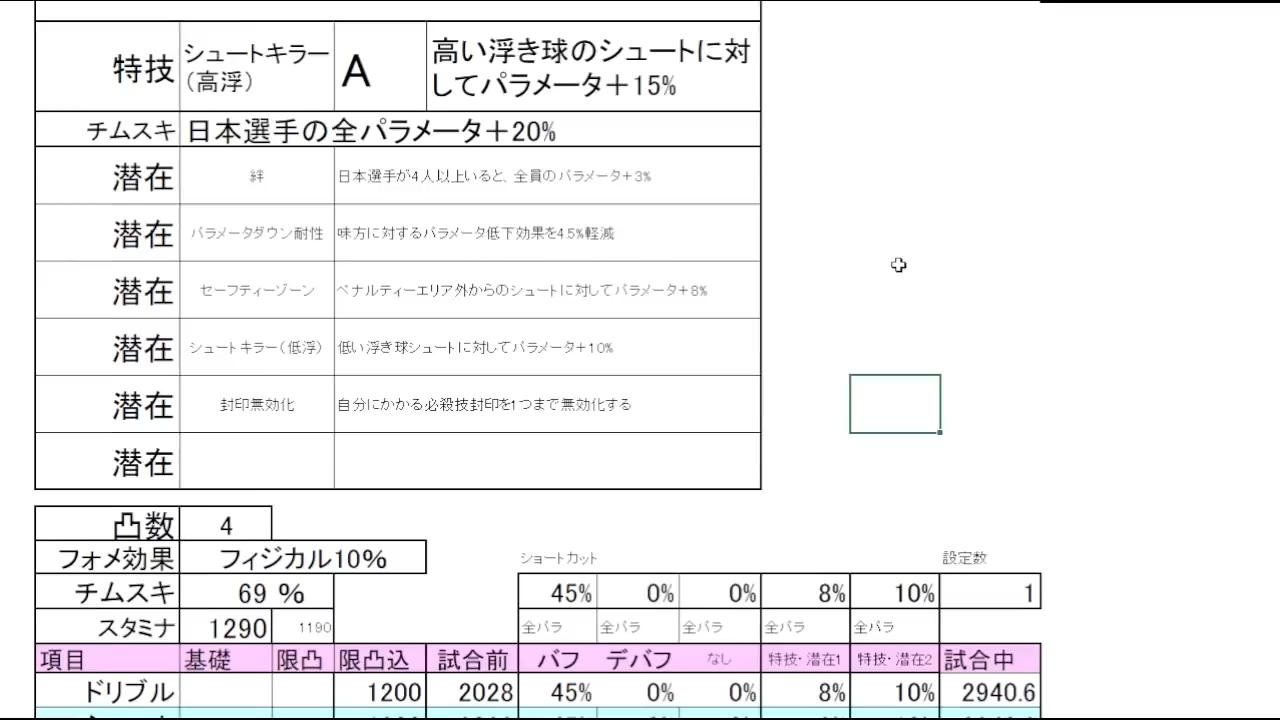 特技 シュートキラー（高浮） A 高い浮き球のシュートに対してパラメータ＋15%
チムスキ 日本選手の全パラメータ＋20%
潜在 絆 日本選手が4人以上いると、全員のパラメータ+3%
潜在 パラメータダウン耐性 味方に対するパラメータ低下効果を4.5%軽減
潜在 セーフティーゾーン ペナルティーエリア外からのシュートに対してパラメータ+8%
潜在 シュートキラー（低浮） 低い浮き球シュートに対してパラメータ+10%
潜在 封印無効化 自分にかかる必殺技封印を1つまで無効化する
潜在
凸数 4
フォメ効果 フィジカル10% ショートカット 設定数
チムスキ 69 % 45% 0% 0% 8% 10% 1
スタミナ 1290 1190 全パラ 全パラ 全パラ 全パラ 全パラ
項目 基礎 限凸 限凸込 試合前 バフ デバフ なし 特技・潜在1 特技・潜在2 試合中
ドリブル 1200 2028 45% 0% 0% 8% 10% 2940.6